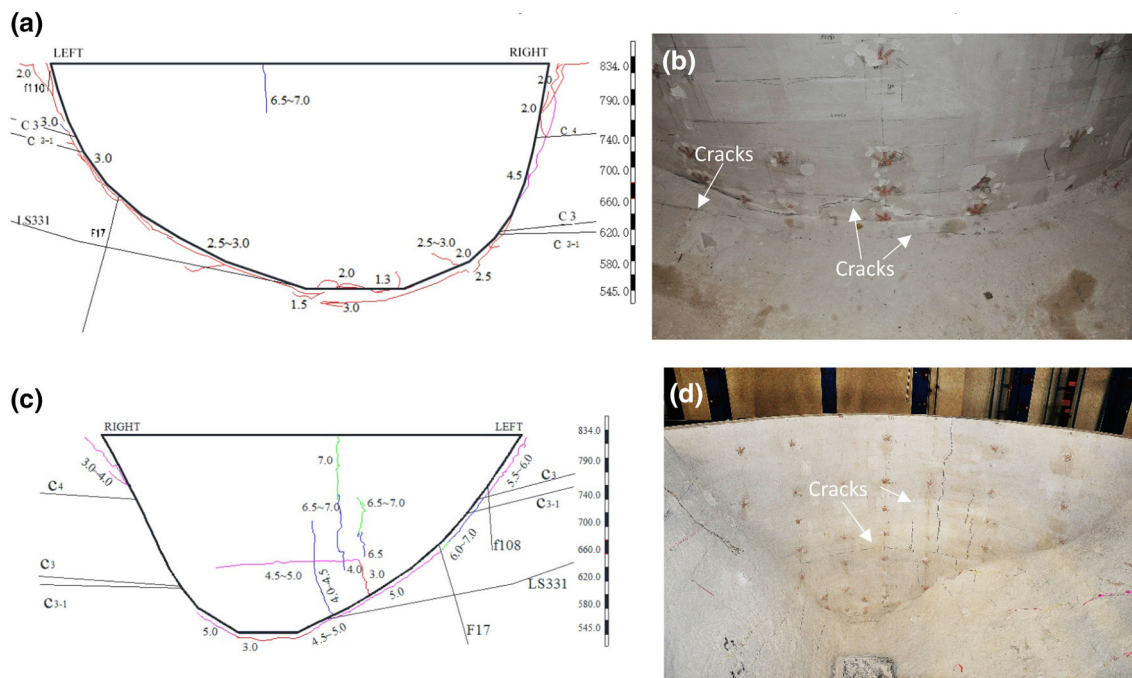 (a)
LEFT
RIGHT
834.0
790.0
740.0
700.0
660.0
620.0
580.0
545.0
2.0
f110
3.0
C 3
C 3-1
3.0
LS331
F17
6.5~7.0
2.0
2.0
C 4
4.5
C 3
C 3-1
2.5~3.0
2.5~3.0
2.0
2.5
2.0
1.3
1.5
3.0
(b)
Cracks
Cracks
(c)
RIGHT
LEFT
834.0
790.0
740.0
700.0
660.0
620.0
580.0
545.0
3.0~4.0
C4
C3
C3-1
7.0
6.5~7.0
6.5~7.0
6.5
4.5~5.0
4.0~4.5
4.0
3.0
5.5~6.0
C3
C3-1
6.0~7.0
f108
LS331
F17
5.0
5.0
3.0
4.5~5.0
(d)
Cracks